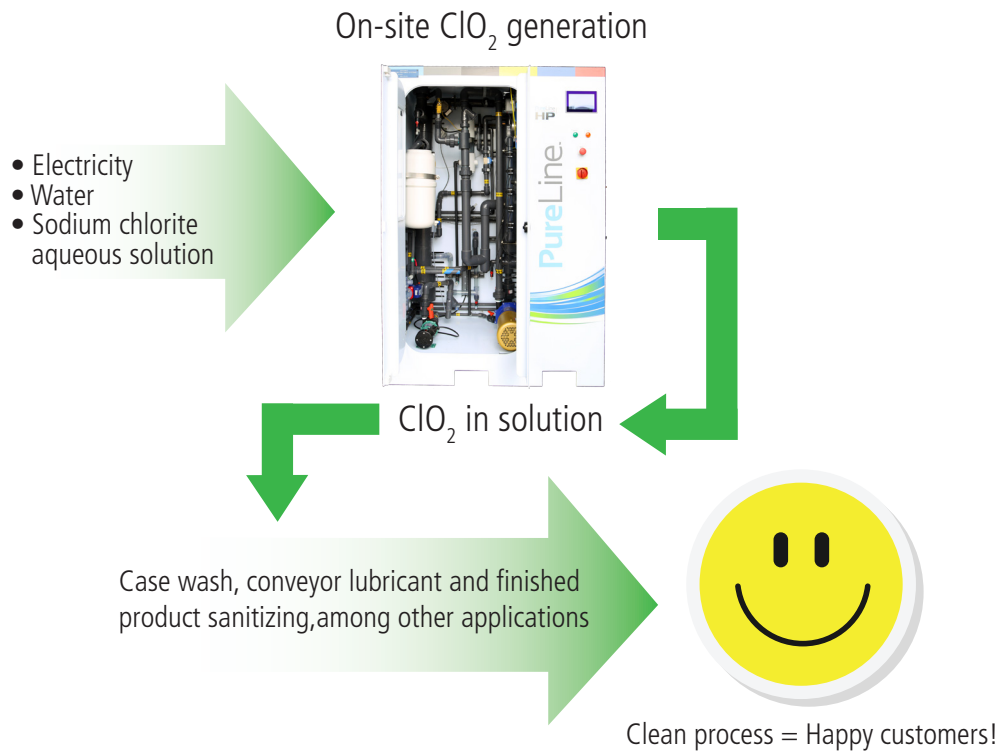 On-site ClO₂ generation
HP
PureLine.
• Electricity
• Water
• Sodium chlorite
aqueous solution
ClO₂ in solution
Case wash, conveyor lubricant and finished
product sanitizing,among other applications
Clean process = Happy customers!